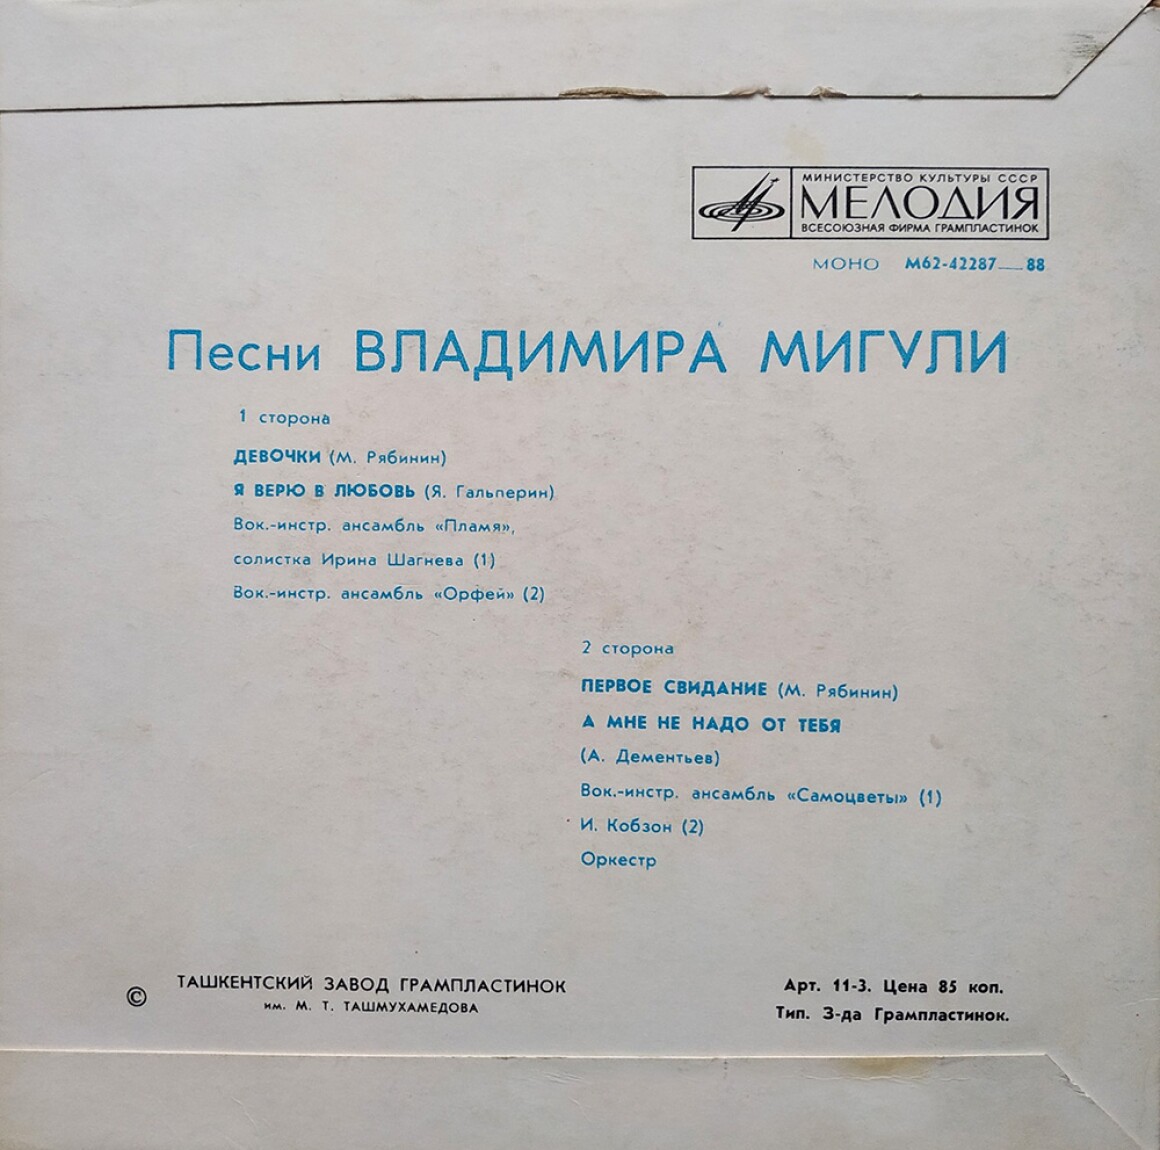 МИНИСТЕРСТВО КУЛЬТУРЫ СССР
МЕЛОДИЯ
ВСЕСОЮЗНАЯ ФИРМА ГРАМПЛАСТИНОК
МОНО М62-42287—88
Песни ВЛАДИМИРА МИГУЛИ
1 сторона
ДЕВОЧКИ (М. Рябинин)
Я ВЕРЮ В ЛЮБОВЬ (Я. Гальперин)
Вок.-инстр. ансамбль «Пламя»,
солистка Ирина Шагнева (1)
Вок.-инстр. ансамбль «Орфей» (2)
2 сторона
ПЕРВОЕ СВИДАНИЕ (М. Рябинин)
А МНЕ НЕ НАДО ОТ ТЕБЯ
(А. Дементьев)
Вок.-инстр. ансамбль «Самоцветы» (1)
И. Кобзон (2)
Оркестр
© ТАШКЕНТСКИЙ ЗАВОД ГРАМПЛАСТИНОК
им. М. Т. ТАШМУХАМЕДОВА
Арт. 11-3. Цена 85 коп.
Тип. З-да Грампластинок.